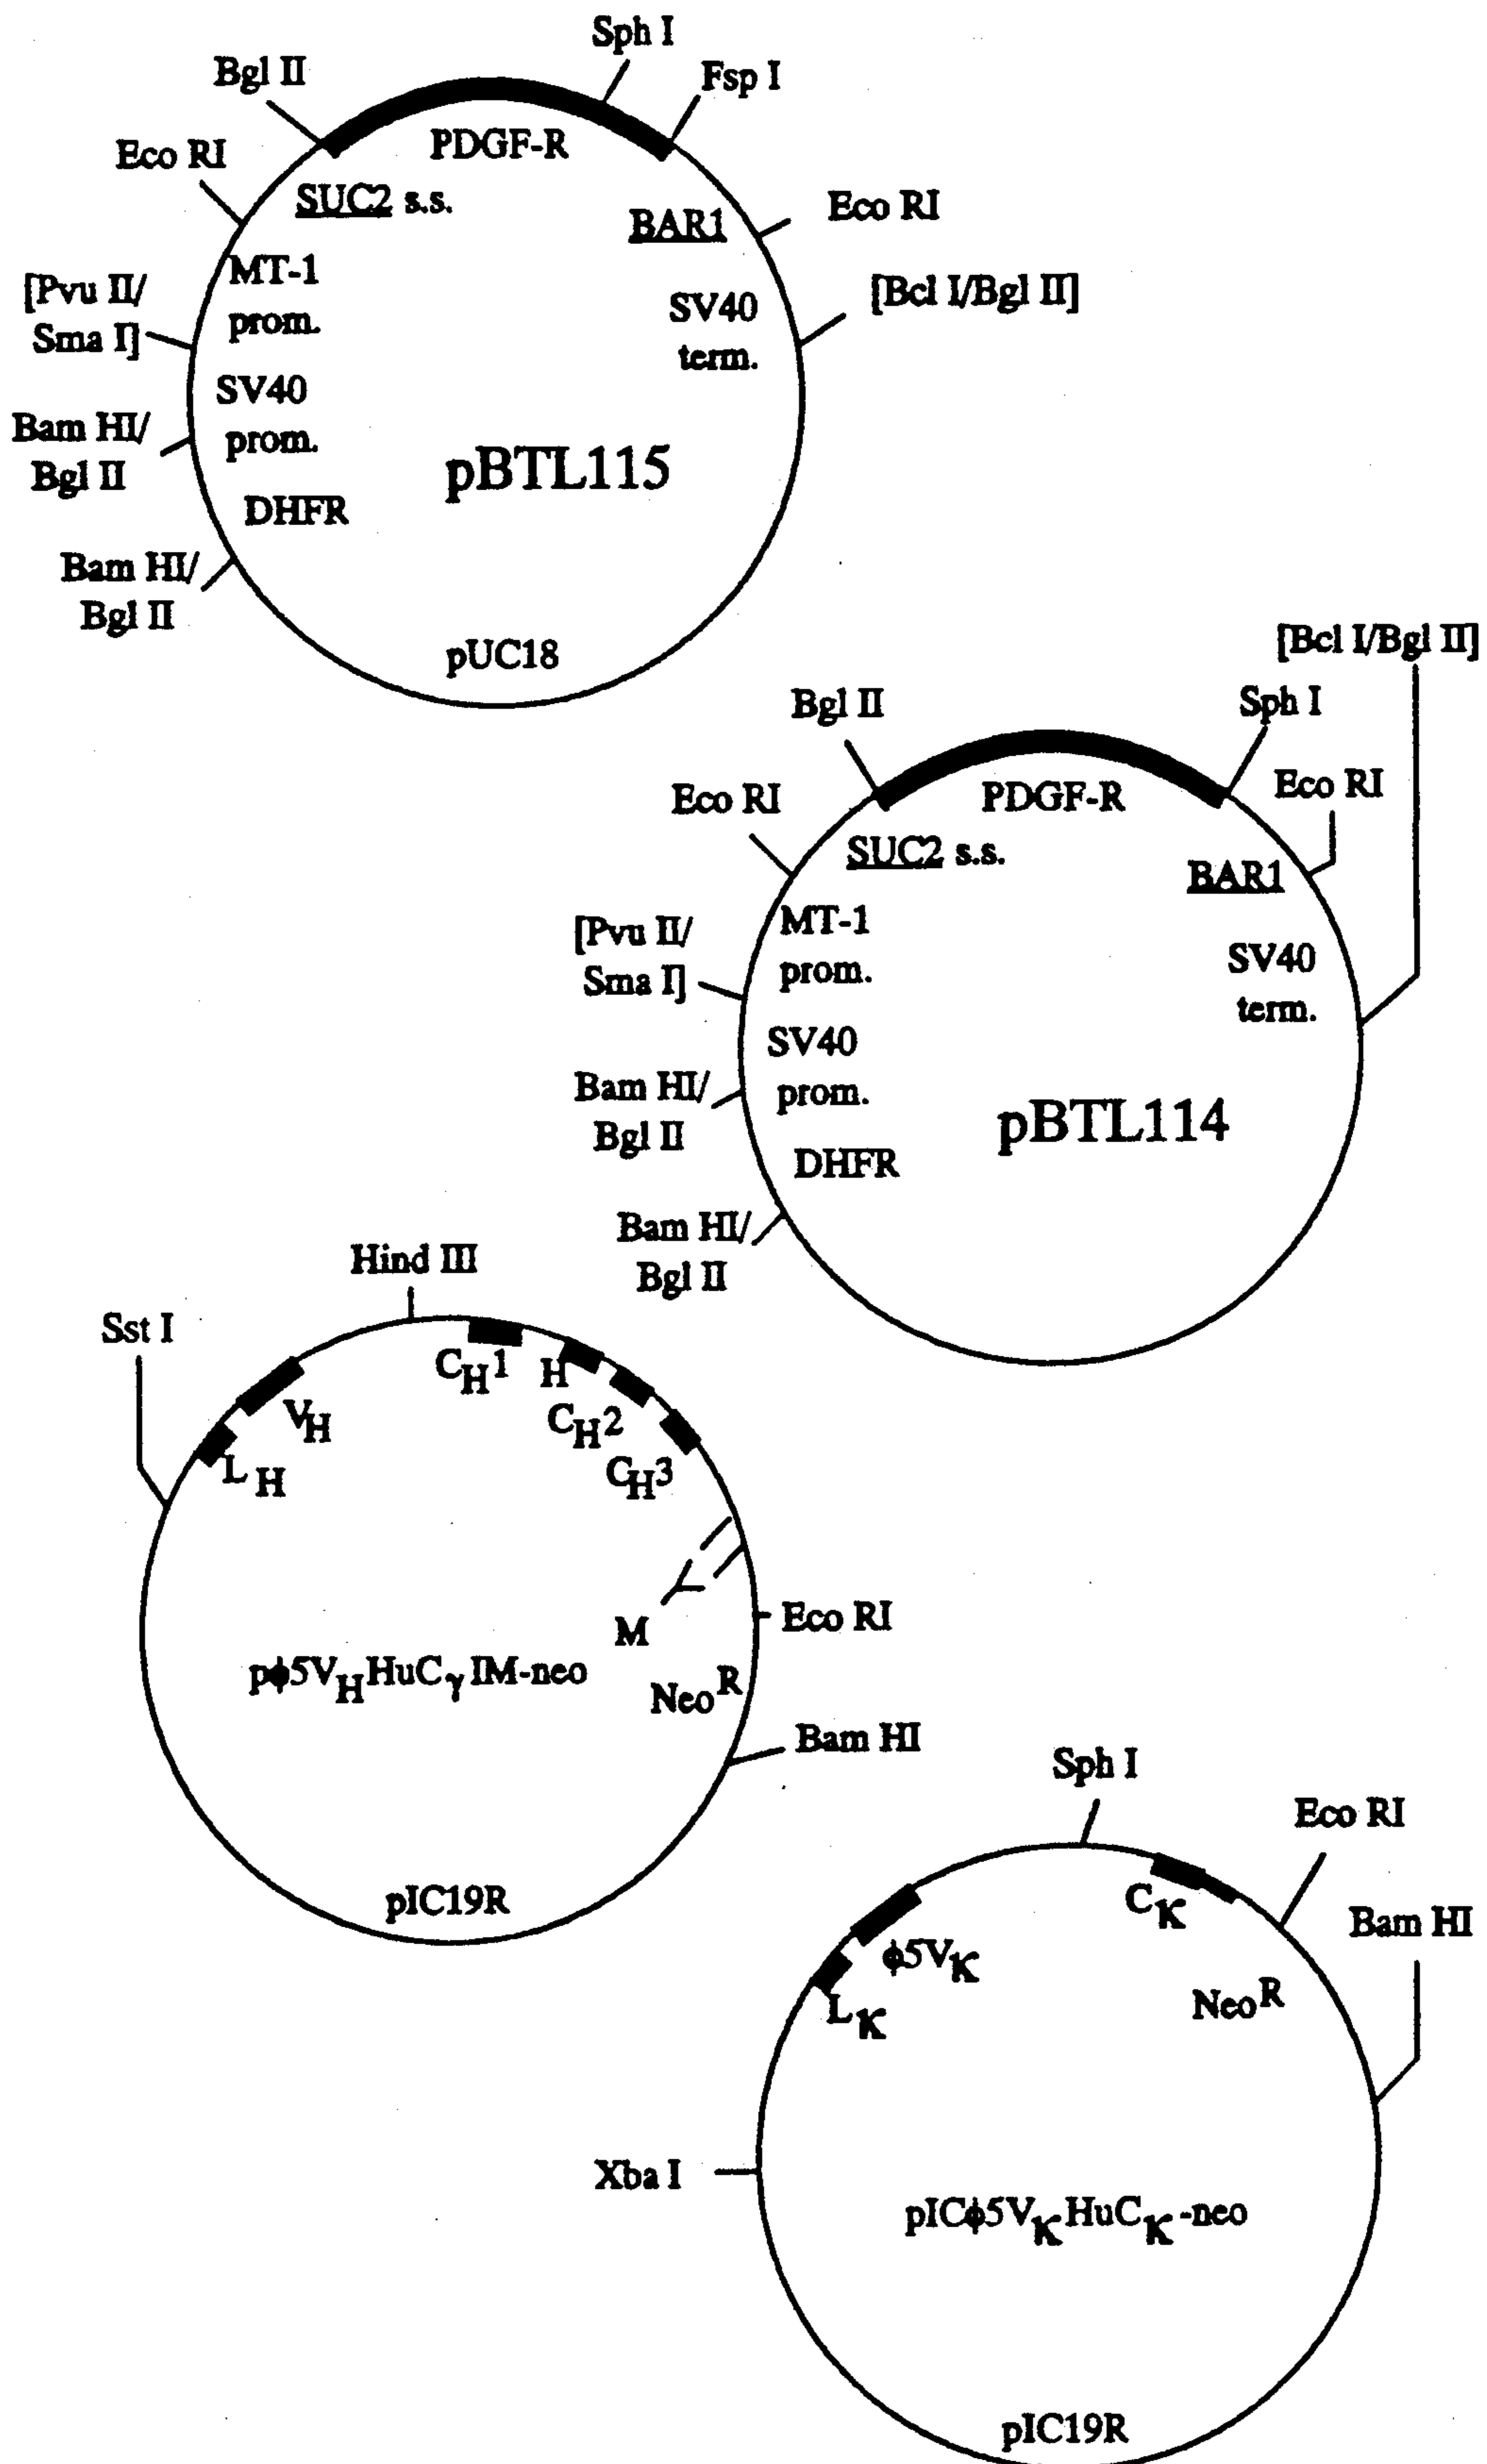 Sph I
Bgl II
Fsp I
PDGF-R
Eco RI
SUC2 s.s.
BAR1
Eco RI
MT-1
prom.
[Pvu II/
Sma I]
SV40
term.
[Bcl I/Bgl II]
SV40
prom.
Bam HI/
Bgl II
pBTL115
DHFR
Bam HI/
Bgl II
pUC18
[Bcl I/Bgl II]
Bgl II
Sph I
Eco RI
PDGF-R
Eco RI
SUC2 s.s.
BAR1
MT-1
prom.
[Pvu II/
Sma I]
SV40
term.
SV40
prom.
Bam HI/
Bgl II
pBTL114
DHFR
Bam HI/
Bgl II
Hind III
Sst I
CH1
H
VH
CH2
LH
CH3
M
Eco RI
pϕ5VHHuCγIM-neo
NeoR
Bam HI
pIC19R
Sph I
Eco RI
CK
Bam HI
ϕ5VK
LK
NeoR
Xba I
pICϕ5VKHuCK-neo
pIC19R